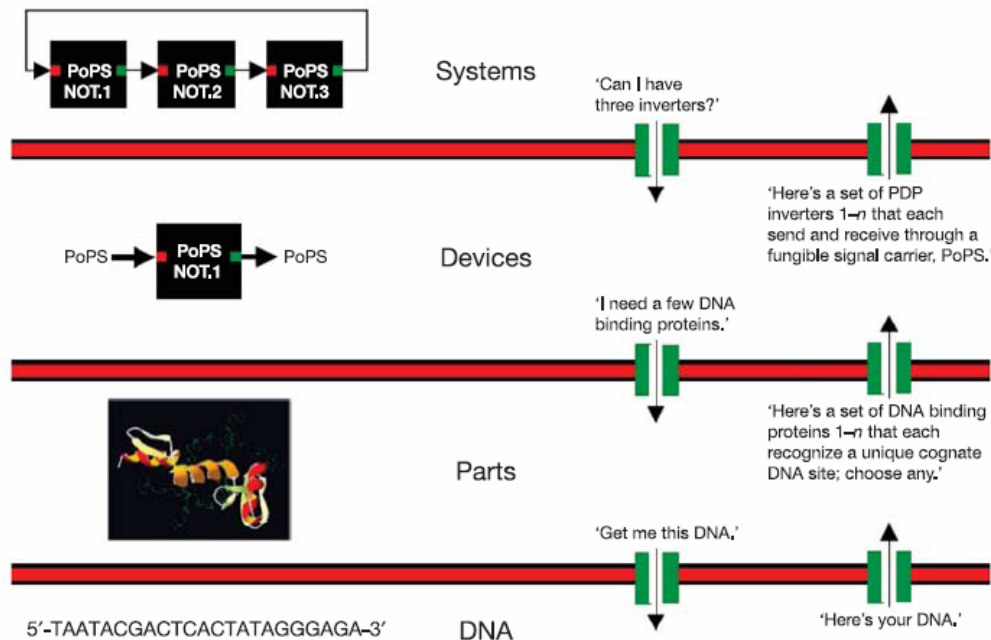 PoPS
NOT.1
PoPS
NOT.2
PoPS
NOT.3
Systems
'Can I have
three inverters?'
'Here's a set of PDP
inverters 1–n that each
send and receive through a
fungible signal carrier, PoPS.'
PoPS
PoPS
NOT.1
PoPS
Devices
'I need a few DNA
binding proteins.'
'Here's a set of DNA binding
proteins 1–n that each
recognize a unique cognate
DNA site; choose any.'
Parts
'Get me this DNA.'
5′-TAATACGACTCACTATAGGGAGA-3′
DNA
'Here's your DNA.'